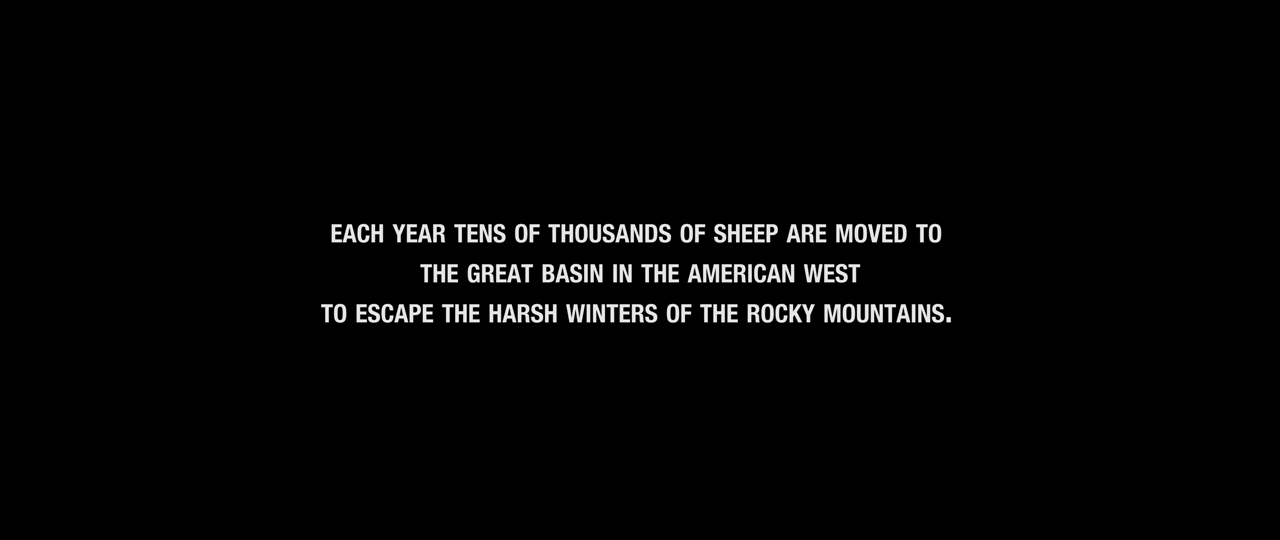 EACH YEAR TENS OF THOUSANDS OF SHEEP ARE MOVED TO
THE GREAT BASIN IN THE AMERICAN WEST
TO ESCAPE THE HARSH WINTERS OF THE ROCKY MOUNTAINS.